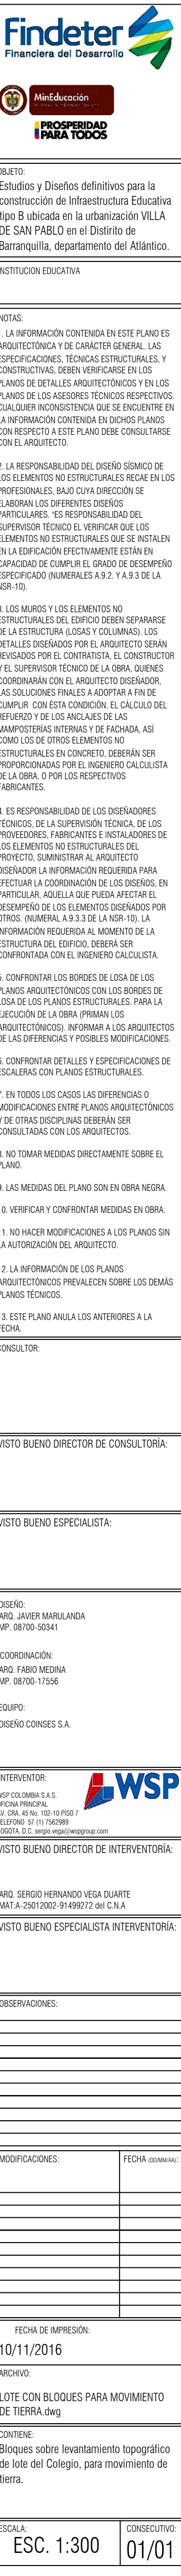 Findeter
Financiera del Desarrollo
MinEducación
PROSPERIDAD
PARA TODOS
OBJETO:
Estudios y Diseños definitivos para la
construcción de Infraestructura Educativa
tipo B ubicada en la urbanización VILLA
DE SAN PABLO en el Distrito de
Barranquilla, departamento del Atlántico.
INSTITUCION EDUCATIVA
NOTAS:
1. LA INFORMACIÓN CONTENIDA EN ESTE PLANO ES
ARQUITECTÓNICA Y DE CARÁCTER GENERAL. LAS
ESPECIFICACIONES, TÉCNICAS ESTRUCTURALES, Y
CONSTRUCTIVAS, DEBEN VERIFICARSE EN LOS
PLANOS DE DETALLES ARQUITECTÓNICOS Y EN LOS
PLANOS DE LOS ASESORES TÉCNICOS RESPECTIVOS.
CUALQUIER INCONSISTENCIA QUE SE ENCUENTRE EN
LA INFORMACIÓN CONTENIDA EN DICHOS PLANOS
CON RESPECTO A ESTE PLANO DEBE CONSULTARSE
CON EL ARQUITECTO.
2. LA RESPONSABILIDAD DEL DISEÑO SÍSMICO DE
LOS ELEMENTOS NO ESTRUCTURALES RECAE EN LOS
PROFESIONALES, BAJO CUYA DIRECCIÓN SE
ELABORAN LOS DIFERENTES DISEÑOS
PARTICULARES. "ES RESPONSABILIDAD DEL
SUPERVISOR TÉCNICO EL VERIFICAR QUE LOS
ELEMENTOS NO ESTRUCTURALES QUE SE INSTALEN
EN LA EDIFICACIÓN EFECTIVAMENTE ESTÁN EN
CAPACIDAD DE CUMPLIR EL GRADO DE DESEMPEÑO
ESPECIFICADO (NUMERALES A.9.2. Y A.9.3 DE LA
NSR-10).
3. LOS MUROS Y LOS ELEMENTOS NO
ESTRUCTURALES DEL EDIFICIO DEBEN SEPARARSE
DE LA ESTRUCTURA (LOSAS Y COLUMNAS). LOS
DETALLES DISEÑADOS POR EL ARQUITECTO SERÁN
REVISADOS POR EL CONTRATISTA, EL CONSTRUCTOR
Y EL SUPERVISOR TÉCNICO DE LA OBRA, QUIENES
COORDINARÁN CON EL ARQUITECTO DISEÑADOR,
LAS SOLUCIONES FINALES A ADOPTAR A FIN DE
CUMPLIR CON ÉSTA CONDICIÓN. EL CÁLCULO DEL
REFUERZO Y DE LOS ANCLAJES DE LAS
MAMPOSTERÍAS INTERNAS Y DE FACHADA, ASÍ
COMO LOS DE OTROS ELEMENTOS NO
ESTRUCTURALES EN CONCRETO, DEBERÁN SER
PROPORCIONADAS POR EL INGENIERO CALCULISTA
DE LA OBRA, O POR LOS RESPECTIVOS
FABRICANTES.
4. ES RESPONSABILIDAD DE LOS DISEÑADORES
TÉCNICOS, DE LA SUPERVISIÓN TÉCNICA, DE LOS
PROVEEDORES, FABRICANTES E INSTALADORES DE
LOS ELEMENTOS NO ESTRUCTURALES DEL
PROYECTO, SUMINISTRAR AL ARQUITECTO
DISEÑADOR LA INFORMACIÓN REQUERIDA PARA
EFECTUAR LA COORDINACIÓN DE LOS DISEÑOS, EN
PARTICULAR, AQUELLA QUE PUEDA AFECTAR EL
DESEMPEÑO DE LOS ELEMENTOS DISEÑADOS POR
OTROS. (NUMERAL A.9.3.3 DE LA NSR-10). LA
INFORMACIÓN REQUERIDA AL MOMENTO DE LA
ESTRUCTURA DEL EDIFICIO, DEBERÁ SER
CONFRONTADA CON EL INGENIERO CALCULISTA.
5. CONFRONTAR LOS BORDES DE LOSA DE LOS
PLANOS ARQUITECTÓNICOS CON LOS BORDES DE
LOSA DE LOS PLANOS ESTRUCTURALES. PARA LA
EJECUCIÓN DE LA OBRA (PRIMAN LOS
ARQUITECTÓNICOS). INFORMAR A LOS ARQUITECTOS
DE LAS DIFERENCIAS Y POSIBLES MODIFICACIONES.
6. CONFRONTAR DETALLES Y ESPECIFICACIONES DE
ESCALERAS CON PLANOS ESTRUCTURALES.
7. EN TODOS LOS CASOS LAS DIFERENCIAS O
MODIFICACIONES ENTRE PLANOS ARQUITECTÓNICOS
Y DE OTRAS DISCIPLINAS DEBERÁN SER
CONSULTADAS CON LOS ARQUITECTOS.
8. NO TOMAR MEDIDAS DIRECTAMENTE SOBRE EL
PLANO.
9. LAS MEDIDAS DEL PLANO SON EN OBRA NEGRA.
10. VERIFICAR Y CONFRONTAR MEDIDAS EN OBRA.
11. NO HACER MODIFICACIONES A LOS PLANOS SIN
LA AUTORIZACIÓN DEL ARQUITECTO.
12. LA INFORMACIÓN DE LOS PLANOS
ARQUITECTÓNICOS PREVALECEN SOBRE LOS DEMÁS
PLANOS TÉCNICOS.
13. ESTE PLANO ANULA LOS ANTERIORES A LA
FECHA.
CONSULTOR:
VISTO BUENO DIRECTOR DE CONSULTORÍA:
VISTO BUENO ESPECIALISTA:
DISEÑO:
ARQ. JAVIER MARULANDA
MP. 08700-50341
COORDINACIÓN:
ARQ. FABIO MEDINA
MP. 08700-17556
EQUIPO:
DISEÑO COINSES S.A.
INTERVENTOR:
WSP
WSP COLOMBIA S.A.S.
OFICINA PRINCIPAL
AV. CRA. 45 No. 102-10 PISO 7
TELEFONO 57 (1) 7562989
BOGOTA, D.C. sergio.vega@wspgroup.com
VISTO BUENO DIRECTOR DE INTERVENTORÍA:
ARQ. SERGIO HERNANDO VEGA DUARTE
MAT:A-25012002-91499272 del C.N.A
VISTO BUENO ESPECIALISTA INTERVENTORÍA:
OBSERVACIONES:
MODIFICACIONES: FECHA (DD/MM/AA):
FECHA DE IMPRESIÓN:
10/11/2016
ARCHIVO:
LOTE CON BLOQUES PARA MOVIMIENTO
DE TIERRA.dwg
CONTIENE:
Bloques sobre levantamiento topográfico
de lote del Colegio, para movimiento de
tierra.
ESCALA: CONSECUTIVO:
ESC. 1:300 01/01